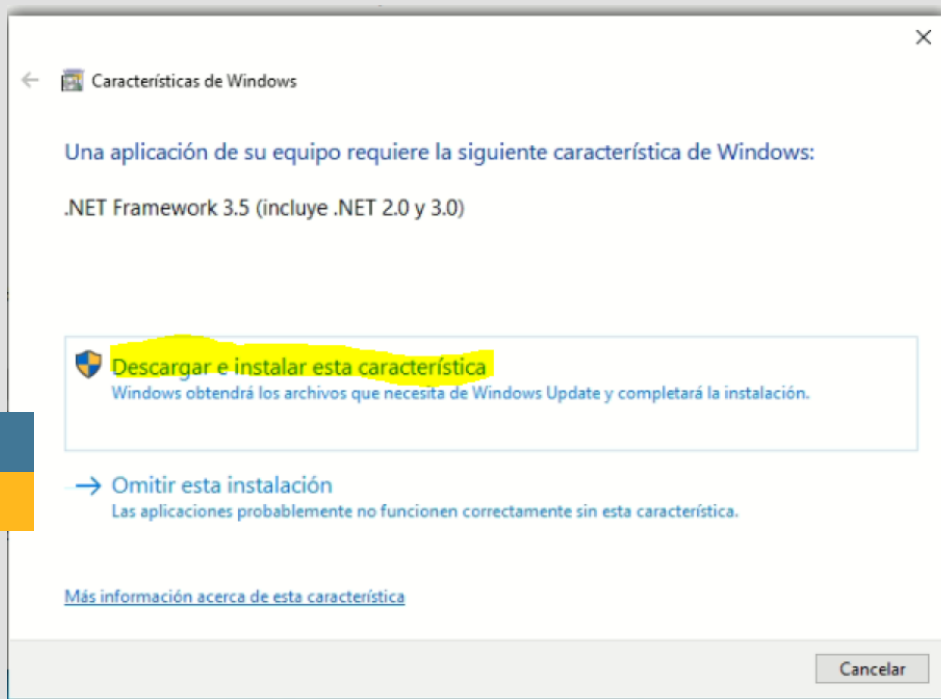 Características de Windows
Una aplicación de su equipo requiere la siguiente característica de Windows:
.NET Framework 3.5 (incluye .NET 2.0 y 3.0)
Descargar e instalar esta característica
Windows obtendrá los archivos que necesita de Windows Update y completará la instalación.
Omitir esta instalación
Las aplicaciones probablemente no funcionen correctamente sin esta característica.
Más información acerca de esta característica
Cancelar